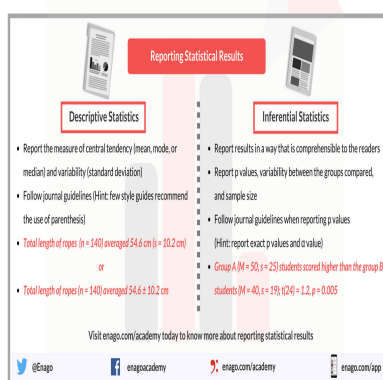 Reporting Statistical Results
Descriptive Statistics
• Report the measure of central tendency (mean, mode, or
median) and variability (standard deviation)
• Follow journal guidelines (Hint: few style guides recommend
the use of parenthesis)
• Total length of ropes (n = 140) averaged 54.6 cm (s = 10.2 cm)
or
• Total length of ropes (n = 140) averaged 54.6 ± 10.2 cm
Inferential Statistics
• Report results in a way that is comprehensible to the readers
• Report p values, variability between the groups compared,
and sample size
• Follow journal guidelines when reporting p values
(Hint: report exact p values and α value)
• Group A (M = 50, s = 25) students scored higher than the group B
students (M = 40, s = 19); t(24) = 1.2, p = 0.005
Visit enago.com/academy today to know more about reporting statistical results
@Enago
enagoacademy
enago.com/academy
enago.com/app